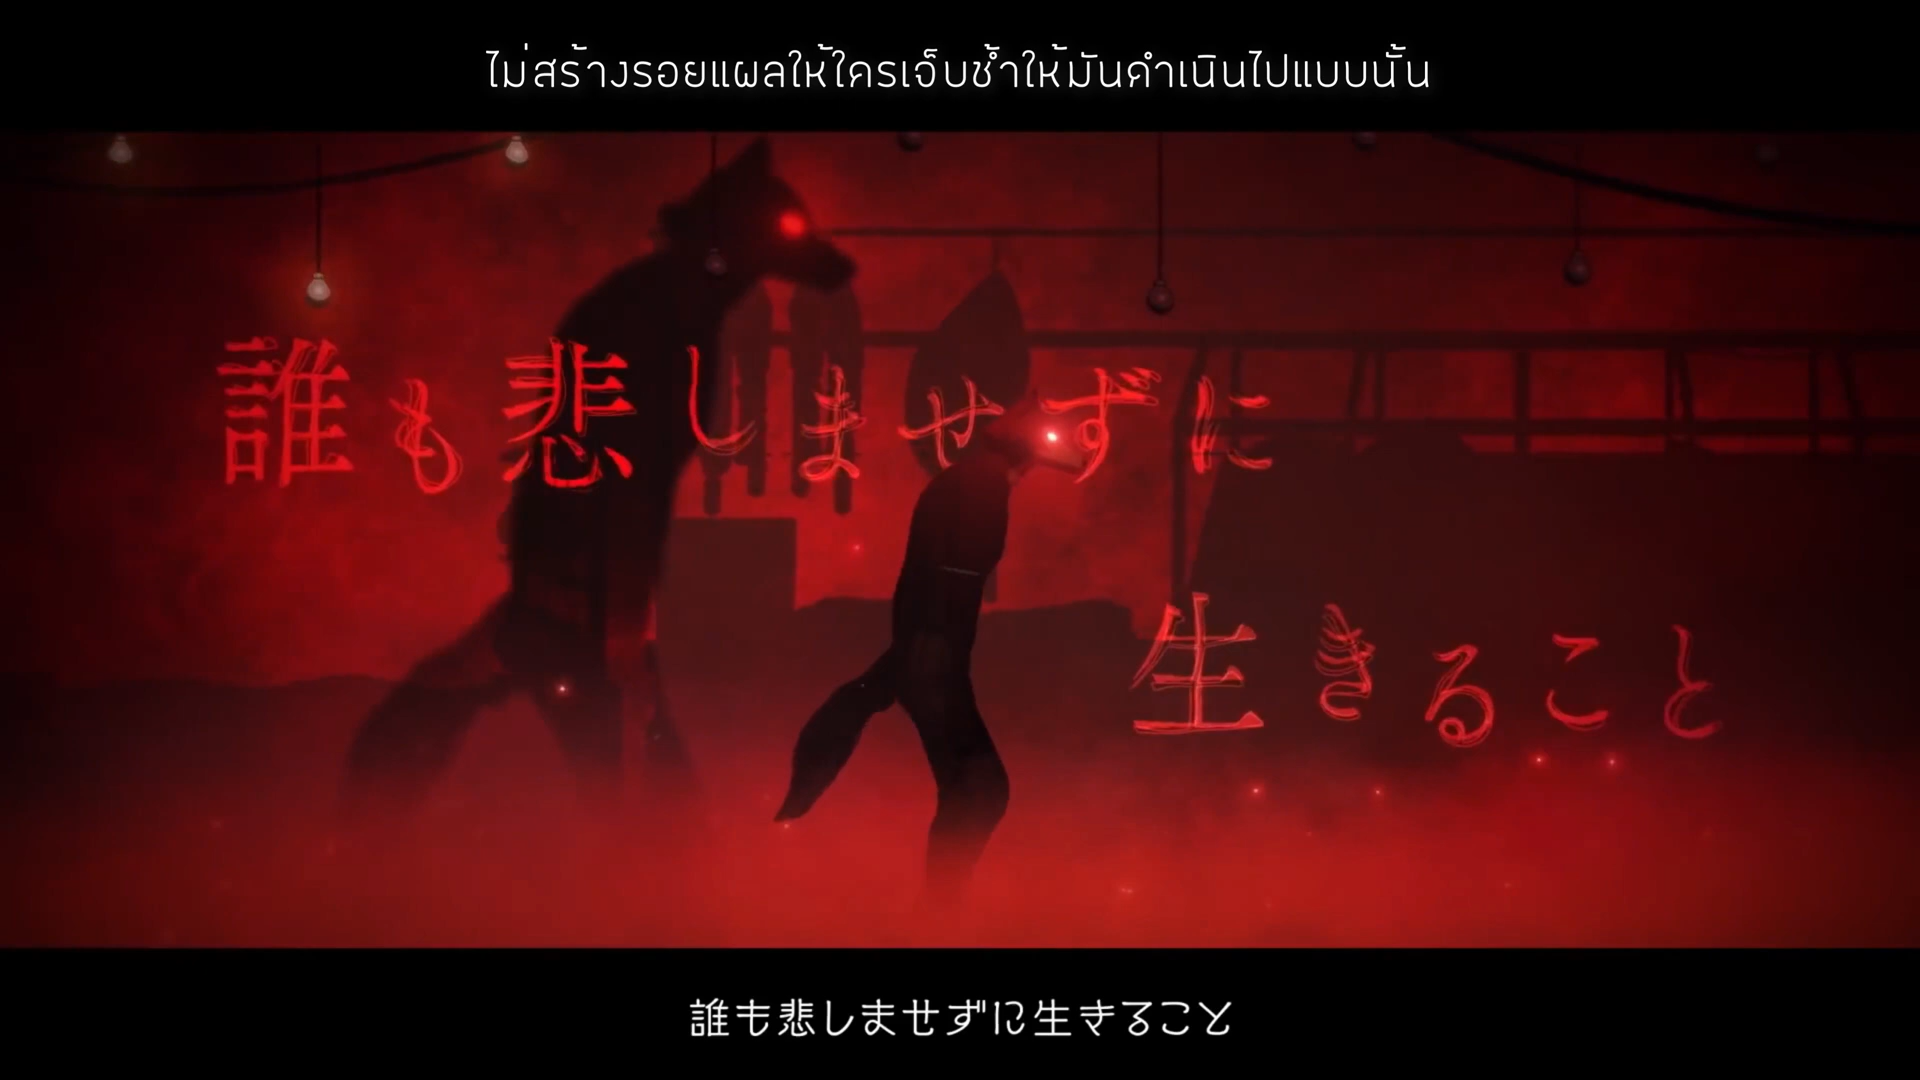 ไม่สร้างรอยแผลให้ใครเจ็บช้ำให้มันดำเนินไปแบบนั้น
誰も悲しませずに
生きること
誰も悲しませずに生きること